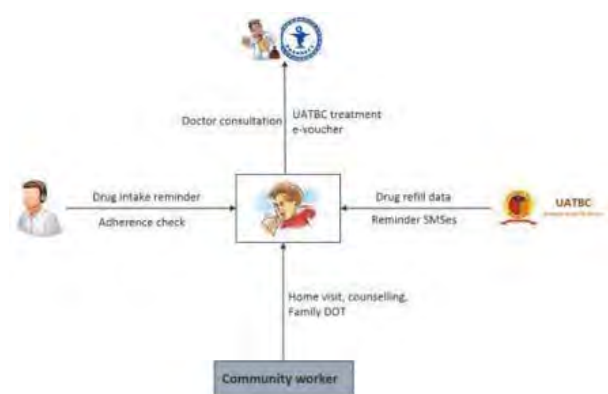 Doctor consultation
UATBC treatment
e-voucher
Drug intake reminder
Adherence check
Drug refill data
Reminder SMSes
UATBC
Home visit, counselling,
Family DOT
Community worker